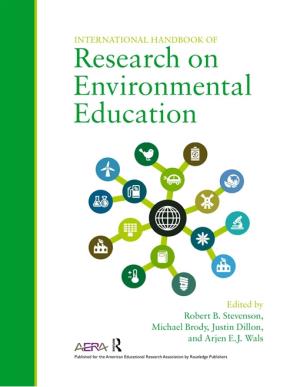 INTERNATIONAL HANDBOOK OF
Research on
Environmental
Education
Edited by
Robert B. Stevenson,
Michael Brody, Justin Dillon,
and Arjen E.J. Wals
AERA R
Published for the American Educational Research Association by Routledge Publishers